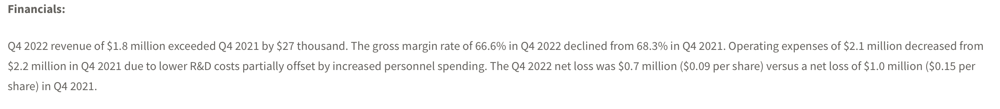 Financials:
Q4 2022 revenue of $1.8 million exceeded Q4 2021 by $27 thousand. The gross margin rate of 66.6% in Q4 2022 declined from 68.3% in Q4 2021. Operating expenses of $2.1 million decreased from
$2.2 million in Q4 2021 due to lower R&D costs partially offset by increased personnel spending. The Q4 2022 net loss was $0.7 million ($0.09 per share) versus a net loss of $1.0 million ($0.15 per
share) in Q4 2021.